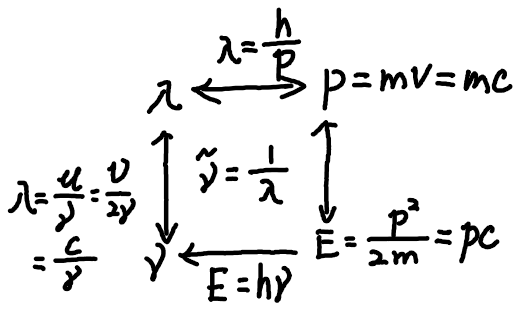 λ = h/p
λ ↔ p = mv = mc
ν̃ = 1/λ
λ = u/ν = v/2ν
= c/ν
ν ← E = p²/2m = pc
E = hν